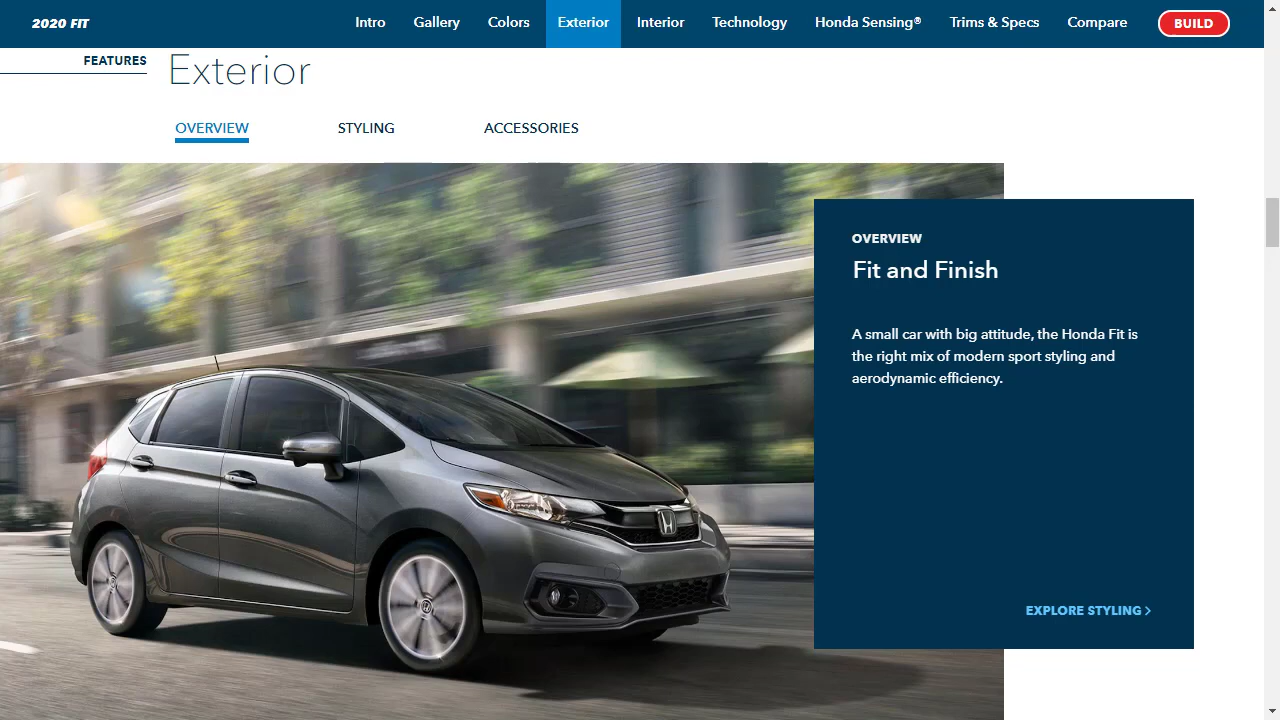 2020 FIT
Intro
Gallery
Colors
Exterior
Interior
Technology
Honda Sensing®
Trims & Specs
Compare
BUILD
FEATURES
Exterior
OVERVIEW
STYLING
ACCESSORIES
OVERVIEW
Fit and Finish
A small car with big attitude, the Honda Fit is
the right mix of modern sport styling and
aerodynamic efficiency.
EXPLORE STYLING